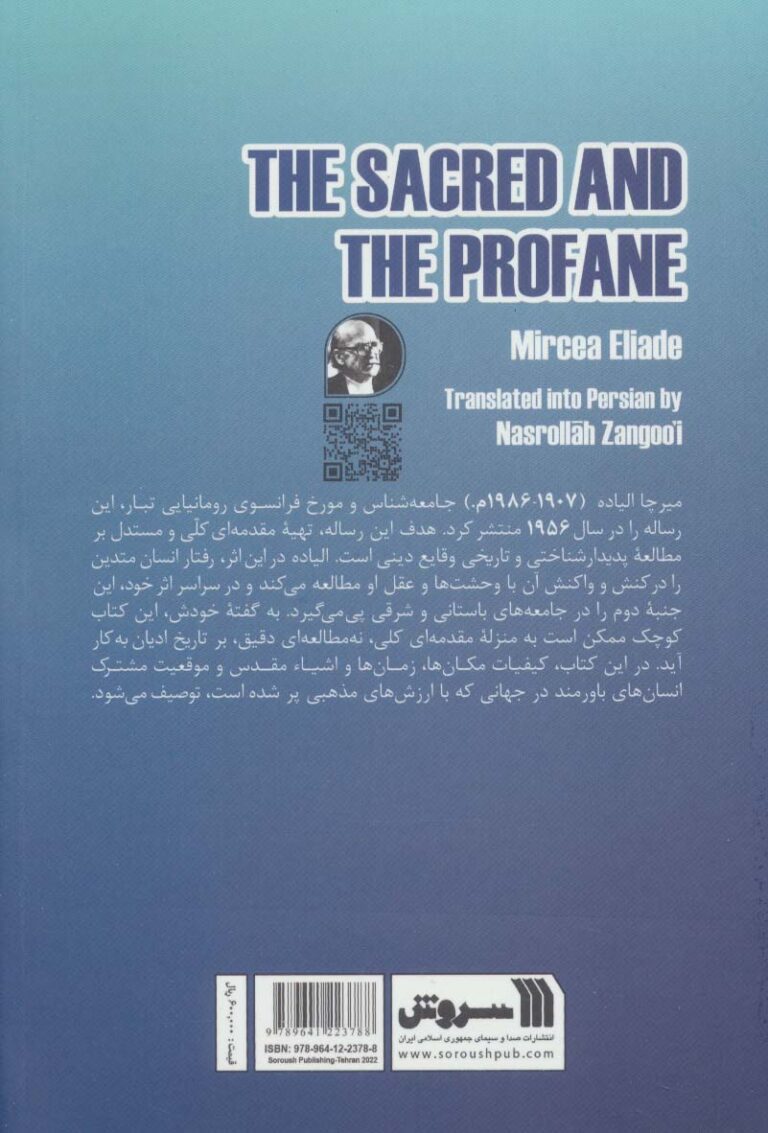 THE SACRED AND
THE PROFANE
Mircea Eliade
Translated into Persian by
Nasrollāh Zangoo'i
میرچا الیاده (۱۹۰۷-۱۹۸۶م.) جامعه‌شناس و مورخ فرانسوی رومانیایی تبار، این
رساله را در سال ۱۹۵۶ منتشر کرد. هدف این رساله، تهیهٔ مقدمه‌ای کلّی و مستدل بر
مطالعهٔ پدیدارشناختی و تاریخی وقایع دینی است. الیاده در این اثر، رفتار انسان متدین
را در کنش و واکنش آن با وحشت‌ها و عقل او مطالعه می‌کند و در سراسر اثر خود، این
جنبهٔ دوم را در جامعه‌های باستانی و شرقی پی‌می‌گیرد. به گفتهٔ خودش، این کتاب
کوچک ممکن است به منزلهٔ مقدمه‌ای کلی، نه‌مطالعه‌ای دقیق، بر تاریخ ادیان به‌کار
آید. در این کتاب، کیفیات مکان‌ها، زمان‌ها و اشیاء مقدس و موقعیت مشترک
انسان‌های باورمند در جهانی که با ارزش‌های مذهبی پر شده است، توصیف می‌شود.
قیمت: ۶۰۰,۰۰۰ ریال
9 789641 223788
ISBN: 978-964-12-2378-8
Soroush Publishing-Tehran 2022
سروش
انتشارات صدا و سیمای جمهوری اسلامی ایران
www.soroushpub.com